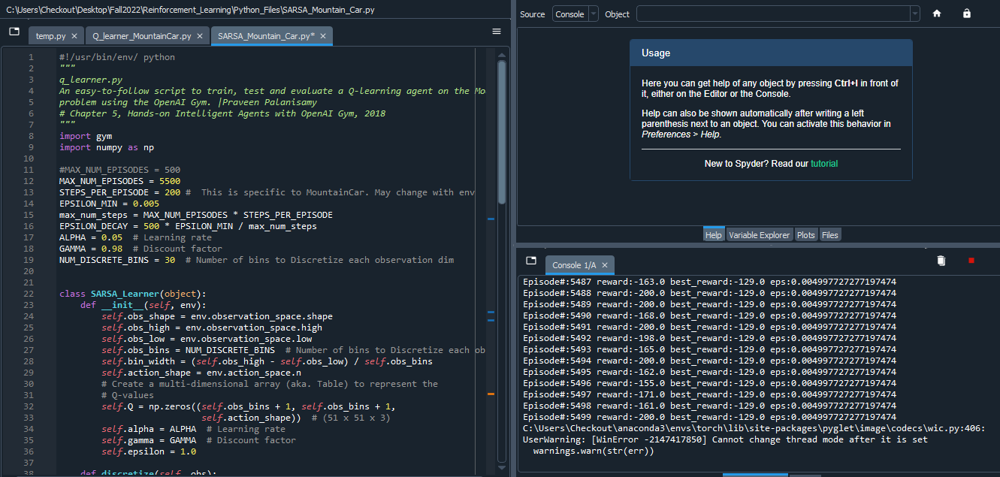 C:\Users\Checkout\Desktop\Fall2022\Reinforcement_Learning\Python_Files\SARSA_Mountain_Car.py
temp.py
Q_learner_MountainCar.py
SARSA_Mountain_Car.py*
1 #!/usr/bin/env/ python
2 """
3 q_learner.py
4 An easy-to-follow script to train, test and evaluate a Q-learning agent on the Mo
5 problem using the OpenAI Gym. |Praveen Palanisamy
6 # Chapter 5, Hands-on Intelligent Agents with OpenAI Gym, 2018
7 """
8 import gym
9 import numpy as np
10
11 #MAX_NUM_EPISODES = 500
12 MAX_NUM_EPISODES = 5500
13 STEPS_PER_EPISODE = 200 #  This is specific to MountainCar. May change with env
14 EPSILON_MIN = 0.005
15 max_num_steps = MAX_NUM_EPISODES * STEPS_PER_EPISODE
16 EPSILON_DECAY = 500 * EPSILON_MIN / max_num_steps
17 ALPHA = 0.05  # Learning rate
18 GAMMA = 0.98  # Discount factor
19 NUM_DISCRETE_BINS = 30  # Number of bins to Discretize each observation dim
20
21
22 class SARSA_Learner(object):
23     def __init__(self, env):
24         self.obs_shape = env.observation_space.shape
25         self.obs_high = env.observation_space.high
26         self.obs_low = env.observation_space.low
27         self.obs_bins = NUM_DISCRETE_BINS  # Number of bins to Discretize each ob
28         self.bin_width = (self.obs_high - self.obs_low) / self.obs_bins
29         self.action_shape = env.action_space.n
30         # Create a multi-dimensional array (aka. Table) to represent the
31         # Q-values
32         self.Q = np.zeros((self.obs_bins + 1, self.obs_bins + 1,
33                            self.action_shape))  # (51 x 51 x 3)
34         self.alpha = ALPHA  # Learning rate
35         self.gamma = GAMMA  # Discount factor
36         self.epsilon = 1.0
37
38     def discretize(self, obs):
Source
Console
Object
Usage
Here you can get help of any object by pressing Ctrl+I in front of
it, either on the Editor or the Console.
Help can also be shown automatically after writing a left
parenthesis next to an object. You can activate this behavior in
Preferences > Help.
New to Spyder? Read our tutorial
Help
Variable Explorer
Plots
Files
Console 1/A
Episode#:5487 reward:-163.0 best_reward:-129.0 eps:0.004997727277197474
Episode#:5488 reward:-200.0 best_reward:-129.0 eps:0.004997727277197474
Episode#:5489 reward:-200.0 best_reward:-129.0 eps:0.004997727277197474
Episode#:5490 reward:-168.0 best_reward:-129.0 eps:0.004997727277197474
Episode#:5491 reward:-200.0 best_reward:-129.0 eps:0.004997727277197474
Episode#:5492 reward:-198.0 best_reward:-129.0 eps:0.004997727277197474
Episode#:5493 reward:-165.0 best_reward:-129.0 eps:0.004997727277197474
Episode#:5494 reward:-200.0 best_reward:-129.0 eps:0.004997727277197474
Episode#:5495 reward:-162.0 best_reward:-129.0 eps:0.004997727277197474
Episode#:5496 reward:-155.0 best_reward:-129.0 eps:0.004997727277197474
Episode#:5497 reward:-171.0 best_reward:-129.0 eps:0.004997727277197474
Episode#:5498 reward:-161.0 best_reward:-129.0 eps:0.004997727277197474
Episode#:5499 reward:-200.0 best_reward:-129.0 eps:0.004997727277197474
C:\Users\Checkout\anaconda3\envs\torch\lib\site-packages\pyglet\image\codecs\wic.py:406:
UserWarning: [WinError -2147417850] Cannot change thread mode after it is set
  warnings.warn(str(err))